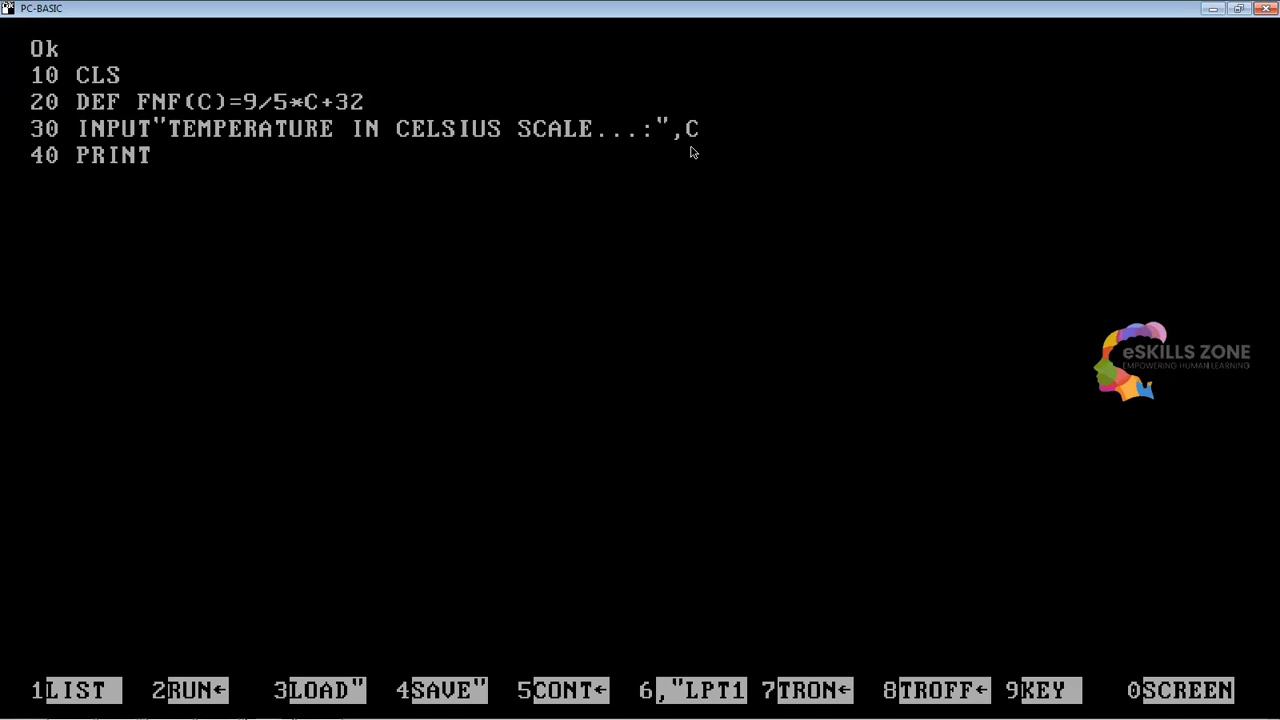 PC-BASIC
Ok
10 CLS
20 DEF FNF(C)=9/5*C+32
30 INPUT"TEMPERATURE IN CELSIUS SCALE...:",C
40 PRINT
eSKILLS ZONE
EMPOWERING HUMAN LEARNING
1LIST 2RUN← 3LOAD" 4SAVE" 5CONT← 6,"LPT1 7TRON← 8TROFF← 9KEY 0SCREEN